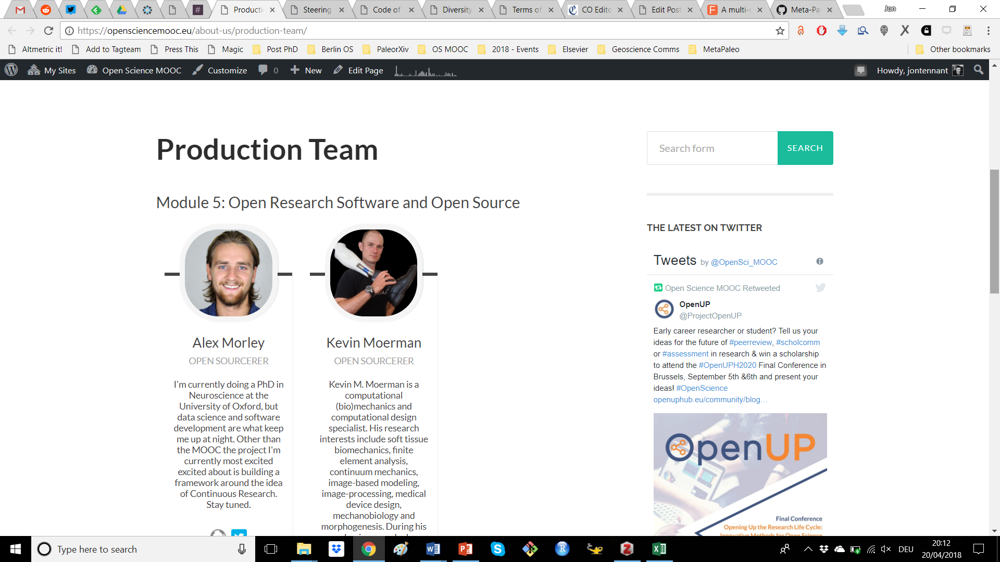 Producti
Steering
Code of
Diversity
Terms of
CO Edito
Edit Post
A multi-
Meta-Pal
Jon
https://opensciencemooc.eu/about-us/production-team/
Altmetric it!
Add to Tagteam
Press This
Magic
Post PhD
Berlin OS
PaleorXiv
OS MOOC
2018 - Events
Elsevier
Geoscience Comms
MetaPaleo
Other bookmarks
My Sites
Open Science MOOC
Customize
0
New
Edit Page
Howdy, jontennant
Production Team
Module 5: Open Research Software and Open Source
Alex Morley
OPEN SOURCERER
I'm currently doing a PhD in
Neuroscience at the
University of Oxford, but
data science and software
development are what keep
me up at night. Other than
the MOOC the project I'm
currently most excited
excited about is building a
framework around the idea
of Continuous Research.
Stay tuned.
Kevin Moerman
OPEN SOURCERER
Kevin M. Moerman is a
computational
(bio)mechanics and
computational design
specialist. His research
interests include soft tissue
biomechanics, finite
element analysis,
continuum mechanics,
image-based modeling,
image-processing, medical
device design,
mechanobiology and
morphogenesis. During his
Search form
SEARCH
THE LATEST ON TWITTER
Tweets by @OpenSci_MOOC
Open Science MOOC Retweeted
OpenUP
@ProjectOpenUP
Early career researcher or student? Tell us your
ideas for the future of #peerreview, #scholcomm
or #assessment in research & win a scholarship
to attend the #OpenUPH2020 Final Conference in
Brussels, September 5th &6th and present your
ideas! #OpenScience
openuphub.eu/community/blog…
OpenUP
Final Conference
Opening Up the Research Life Cycle:
Innovative Methods for Open Science
Type here to search
DEU
20:12
20/04/2018